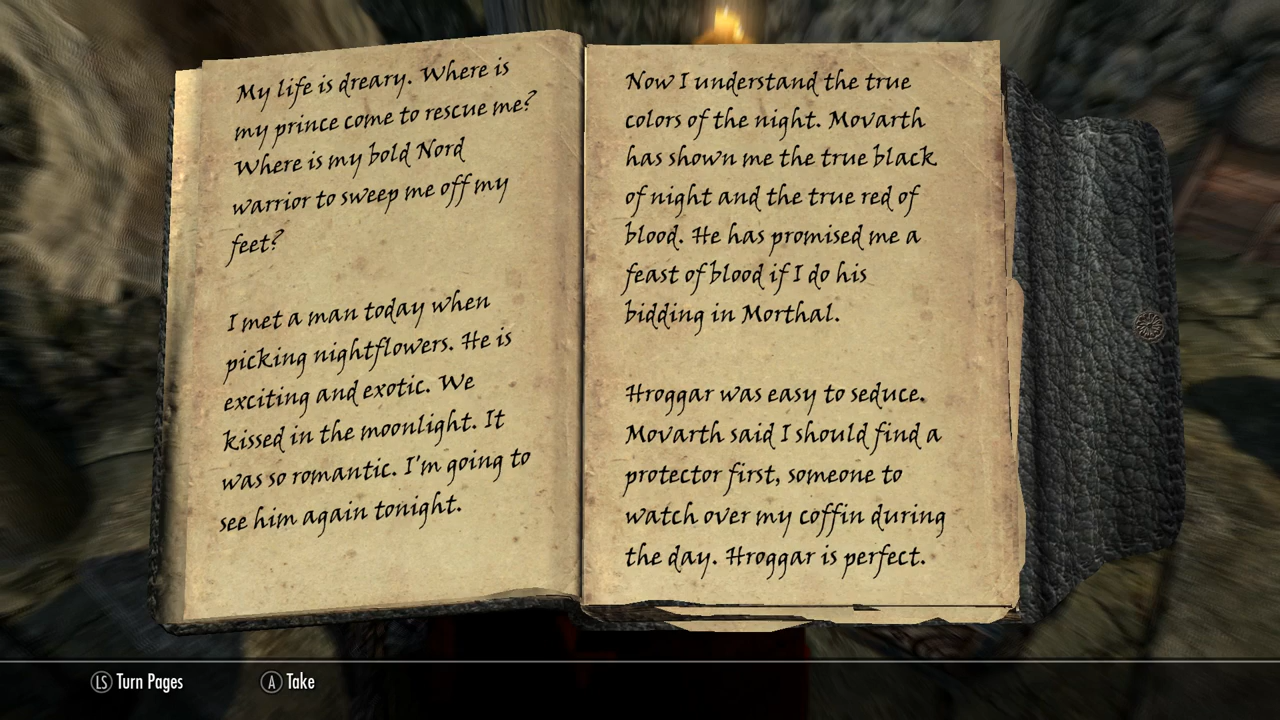 My life is dreary. Where is
my prince come to rescue me?
Where is my bold Nord
warrior to sweep me off my
feet?
I met a man today when
picking nightflowers. He is
exciting and exotic. We
kissed in the moonlight. It
was so romantic. I'm going to
see him again tonight.
Now I understand the true
colors of the night. Movarth
has shown me the true black
of night and the true red of
blood. He has promised me a
feast of blood if I do his
bidding in Morthal.
Hroggar was easy to seduce.
Movarth said I should find a
protector first, someone to
watch over my coffin during
the day. Hroggar is perfect.
LS Turn Pages
A Take